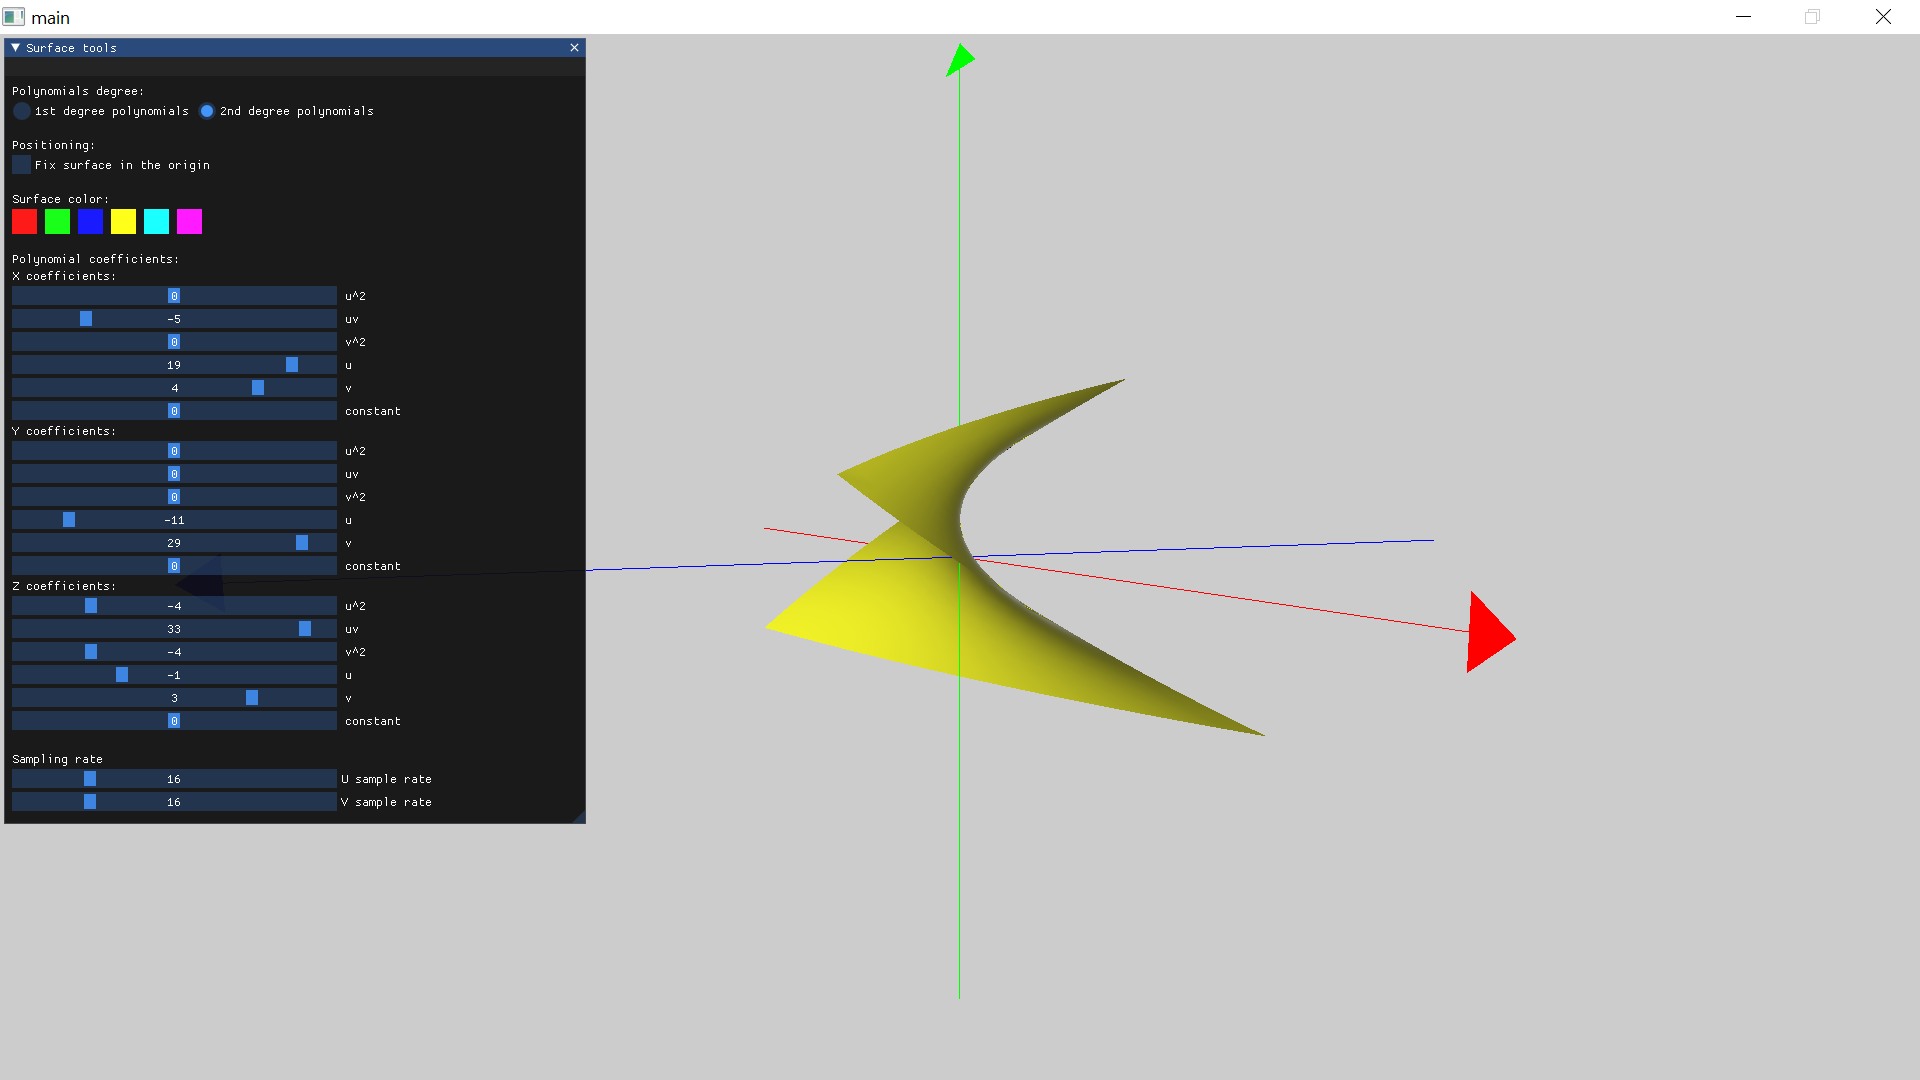 main
Surface tools
Polynomials degree:
1st degree polynomials 2nd degree polynomials
Positioning:
Fix surface in the origin
Surface color:
Polynomial coefficients:
X coefficients:
0 u^2
-5 uv
0 v^2
19 u
4 v
0 constant
Y coefficients:
0 u^2
0 uv
0 v^2
-11 u
29 v
0 constant
Z coefficients:
-4 u^2
33 uv
-4 v^2
-1 u
3 v
0 constant
Sampling rate
16 U sample rate
16 V sample rate